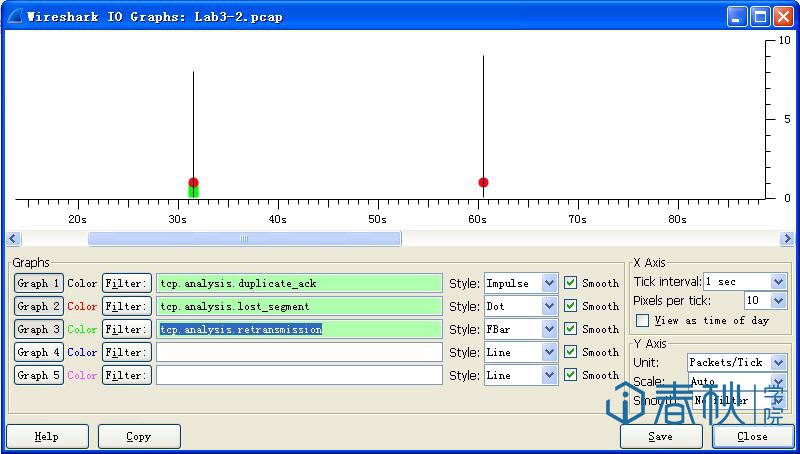 Wireshark IO Graphs: Lab3-2.pcap
10
5
0
20s 30s 40s 50s 60s 70s 80s
Graphs
Graph 1 Color Filter: tcp.analysis.duplicate_ack Style: Impulse Smooth
Graph 2 Color Filter: tcp.analysis.lost_segment Style: Dot Smooth
Graph 3 Color Filter: tcp.analysis.retransmission Style: FBar Smooth
Graph 4 Color Filter: Style: Line Smooth
Graph 5 Color Filter: Style: Line Smooth
X Axis
Tick interval: 1 sec
Pixels per tick: 10
View as time of day
Y Axis
Unit: Packets/Tick
Scale: Auto
Smooth: No filter
春秋学院
Help Copy Save Close